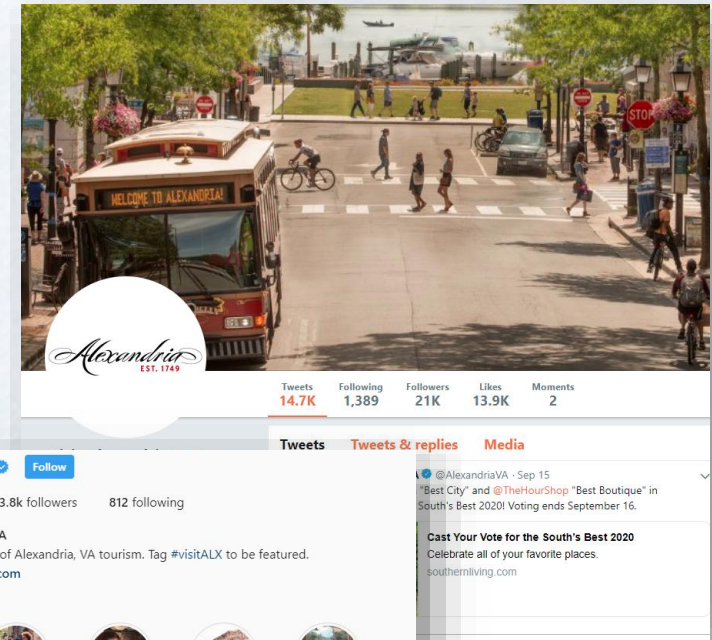 WELCOME TO ALEXANDRIA!
STOP
Alexandria
EST. 1749
Tweets Following Followers Likes Moments
14.7K 1,389 21K 13.9K 2
Tweets Tweets & replies Media
@AlexandriaVA · Sep 15
"Best City" and @TheHourShop "Best Boutique" in
South's Best 2020! Voting ends September 16.
Cast Your Vote for the South's Best 2020
Celebrate all of your favorite places.
southernliving.com
Follow
3.8k followers 812 following
A
of Alexandria, VA tourism. Tag #visitALX to be featured.
com